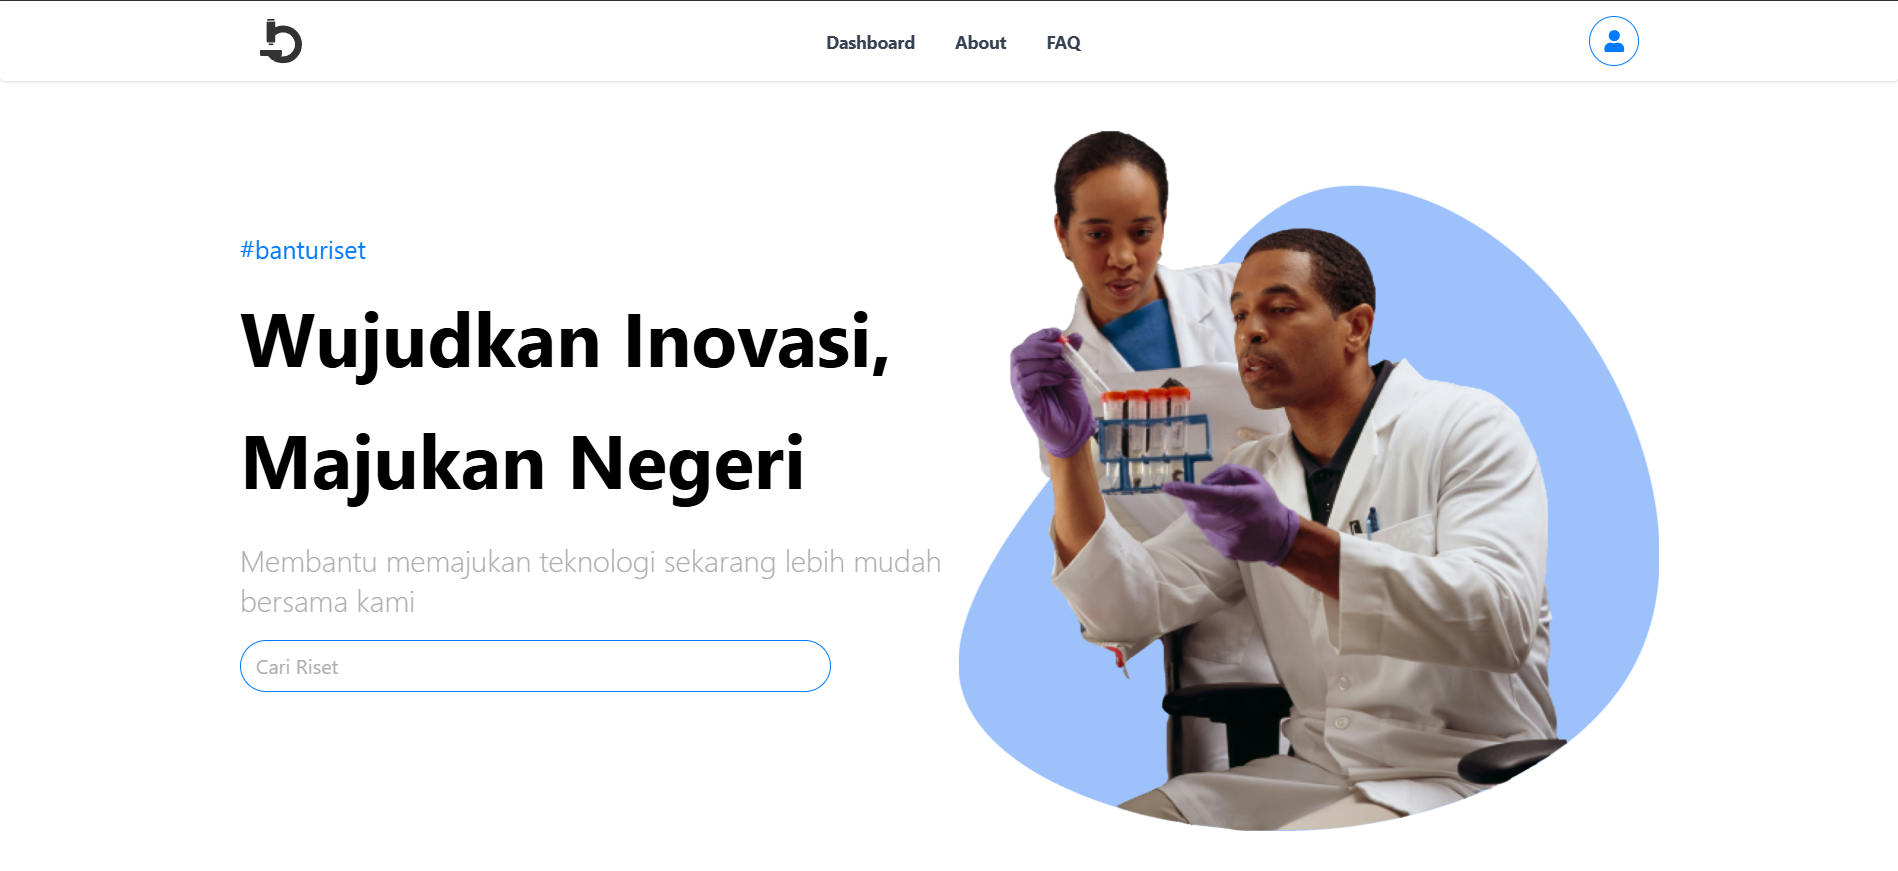 Dashboard About FAQ
#banturiset
Wujudkan Inovasi,
Majukan Negeri
Membantu memajukan teknologi sekarang lebih mudah
bersama kami
Cari Riset